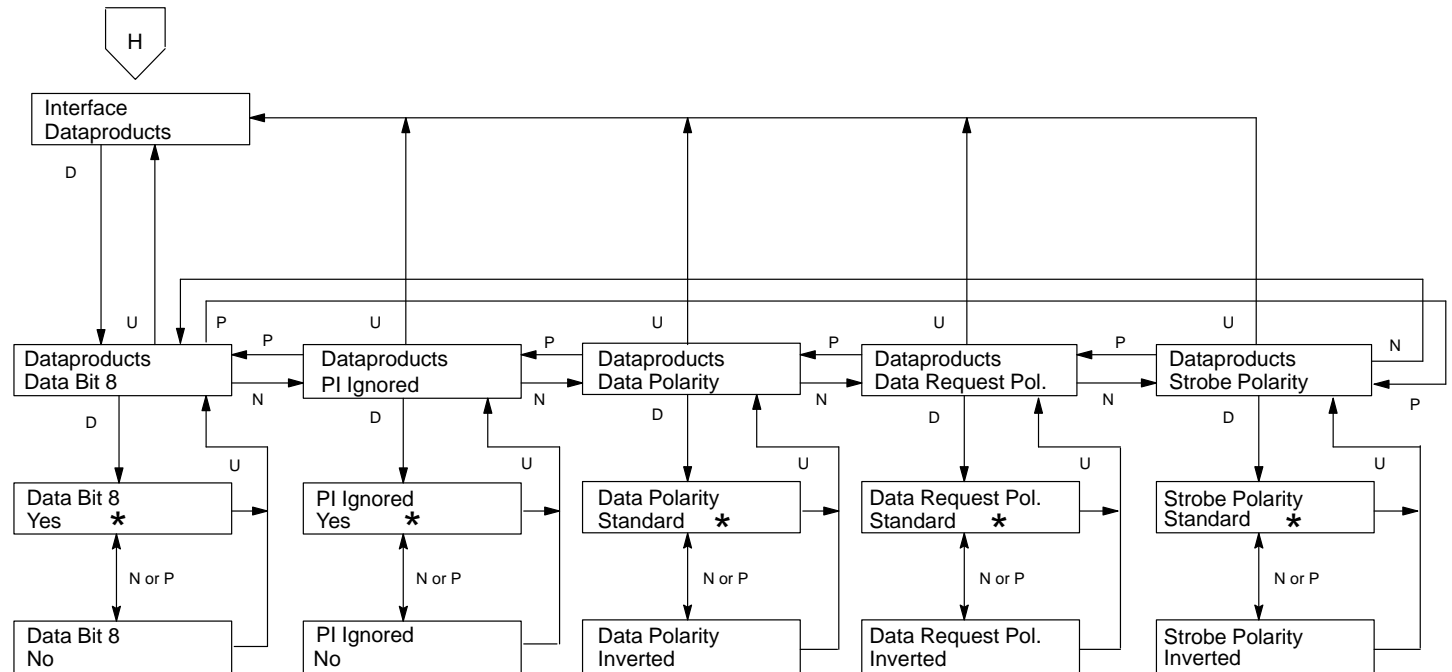 H
Interface
Dataproducts
D
U
P
U
U
U
U
P
P
P
P
N
Dataproducts
Data Bit 8
Dataproducts
PI Ignored
Dataproducts
Data Polarity
Dataproducts
Data Request Pol.
Dataproducts
Strobe Polarity
N
N
N
N
P
D
D
D
D
D
U
U
U
U
U
Data Bit 8
Yes *
PI Ignored
Yes *
Data Polarity
Standard *
Data Request Pol.
Standard *
Strobe Polarity
Standard *
N or P
N or P
N or P
N or P
N or P
Data Bit 8
No
PI Ignored
No
Data Polarity
Inverted
Data Request Pol.
Inverted
Strobe Polarity
Inverted